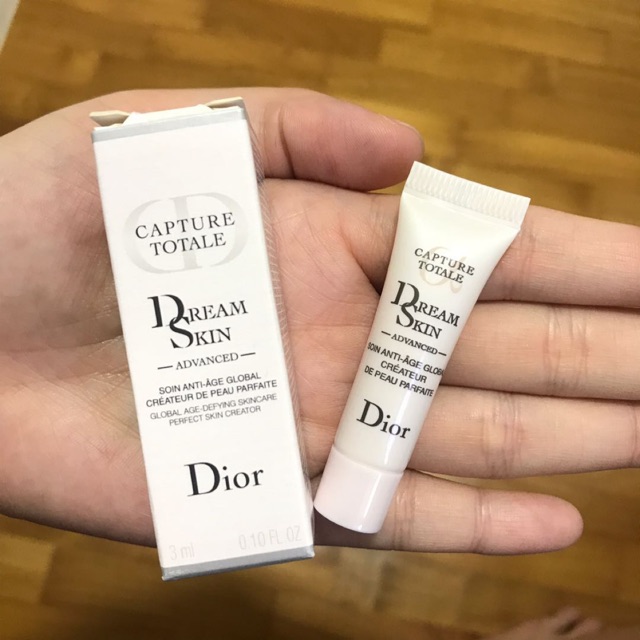 CAPTURE
TOTALE
DREAM
SKIN
ADVANCED
SOIN ANTI-ÂGE GLOBAL
CRÉATEUR DE PEAU PARFAITE
GLOBAL AGE-DEFYING SKINCARE
PERFECT SKIN CREATOR
Dior
3 ml 0.10 FL OZ
CAPTURE
TOTALE
DREAM
SKIN
ADVANCED
SOIN ANTI-ÂGE GLOBAL
CRÉATEUR
DE PEAU PARFAITE
Dior